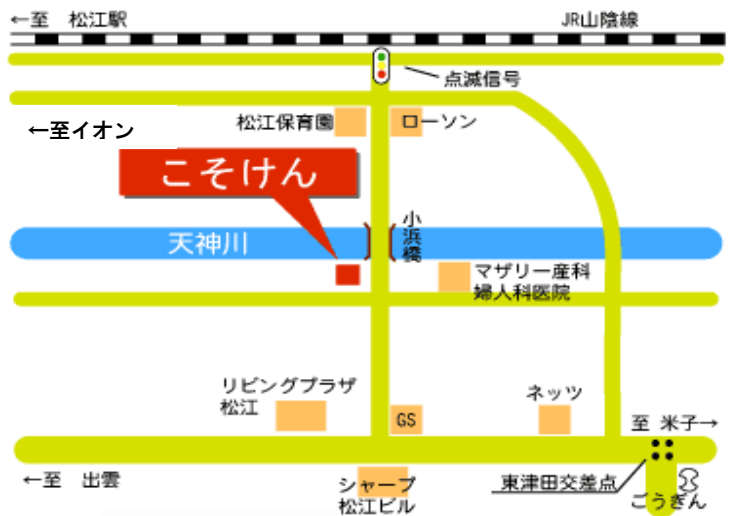 ←至 松江駅
JR山陰線
点滅信号
松江保育園
ローソン
←至イオン
こそけん
小浜橋
天神川
マザリー産科
婦人科医院
リビングプラザ
松江
ネッツ
GS
至 米子→
←至 出雲
シャープ
松江ビル
東津田交差点
ごうぎん